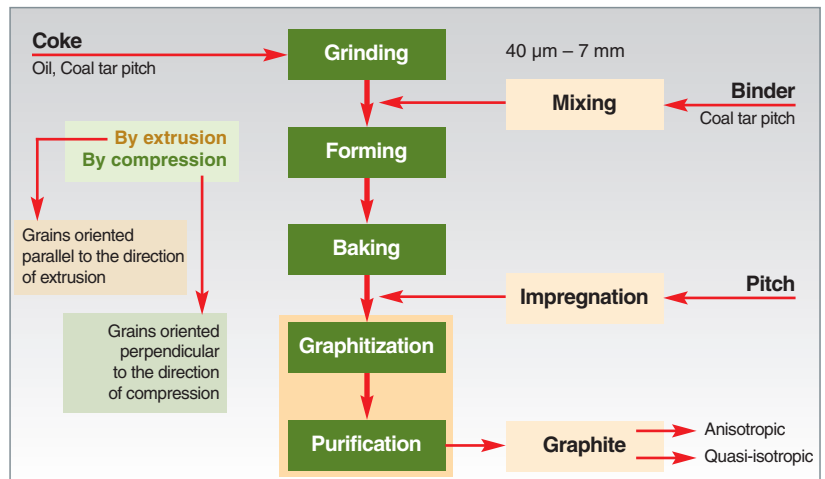 Coke
Oil, Coal tar pitch
Grinding
40 µm – 7 mm
Mixing
Binder
Coal tar pitch
By extrusion
By compression
Forming
Grains oriented
parallel to the direction
of extrusion
Baking
Impregnation
Pitch
Grains oriented
perpendicular
to the direction
of compression
Graphitization
Purification
Graphite
Anisotropic
Quasi-isotropic